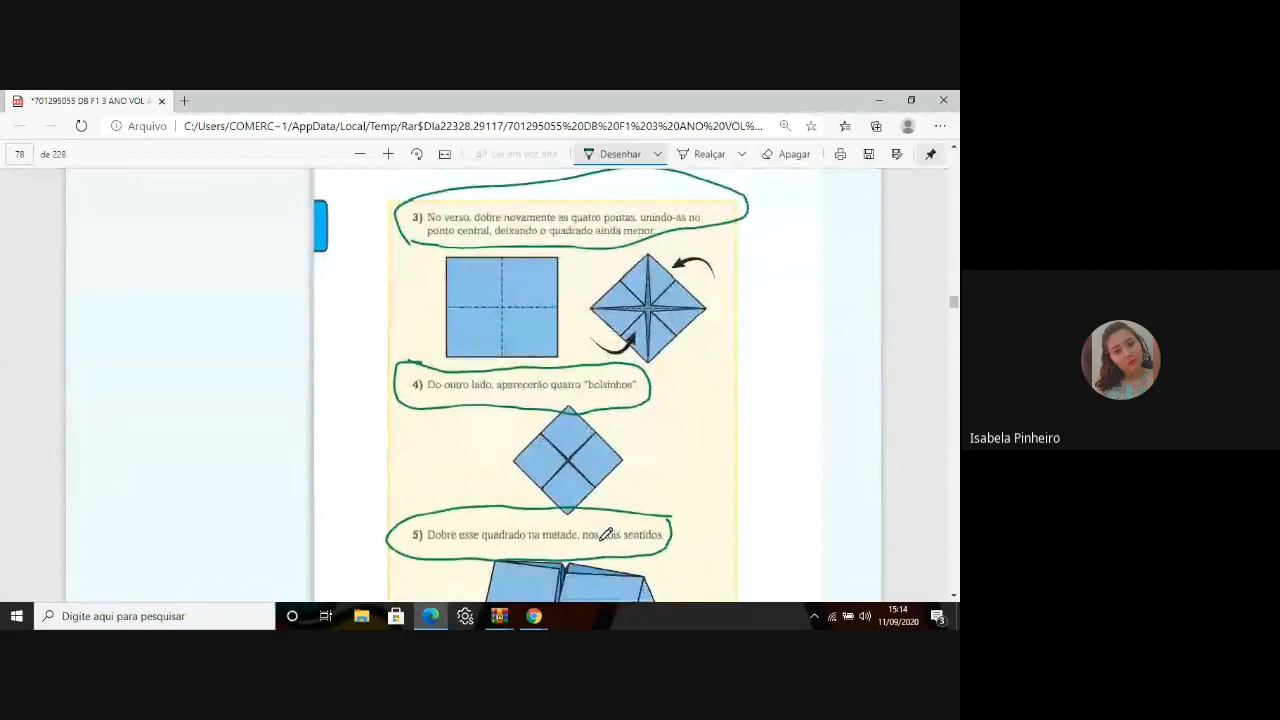 *701295055 DB F1 3 ANO VOL
Arquivo C:/Users/COMERC~1/AppData/Local/Temp/Rar$DIa22328.29117/701295055%20DB%20F1%203%20ANO%20VOL%...
78 de 228 Ler em voz alta Desenhar Realçar Apagar
3) No verso, dobre novamente as quatro pontas, unindo-as no
ponto central, deixando o quadrado ainda menor.
4) Do outro lado, aparecerão quatro "bolsinhos".
Isabela Pinheiro
5) Dobre esse quadrado na metade, nos dois sentidos.
Digite aqui para pesquisar
15:14
11/09/2020
3